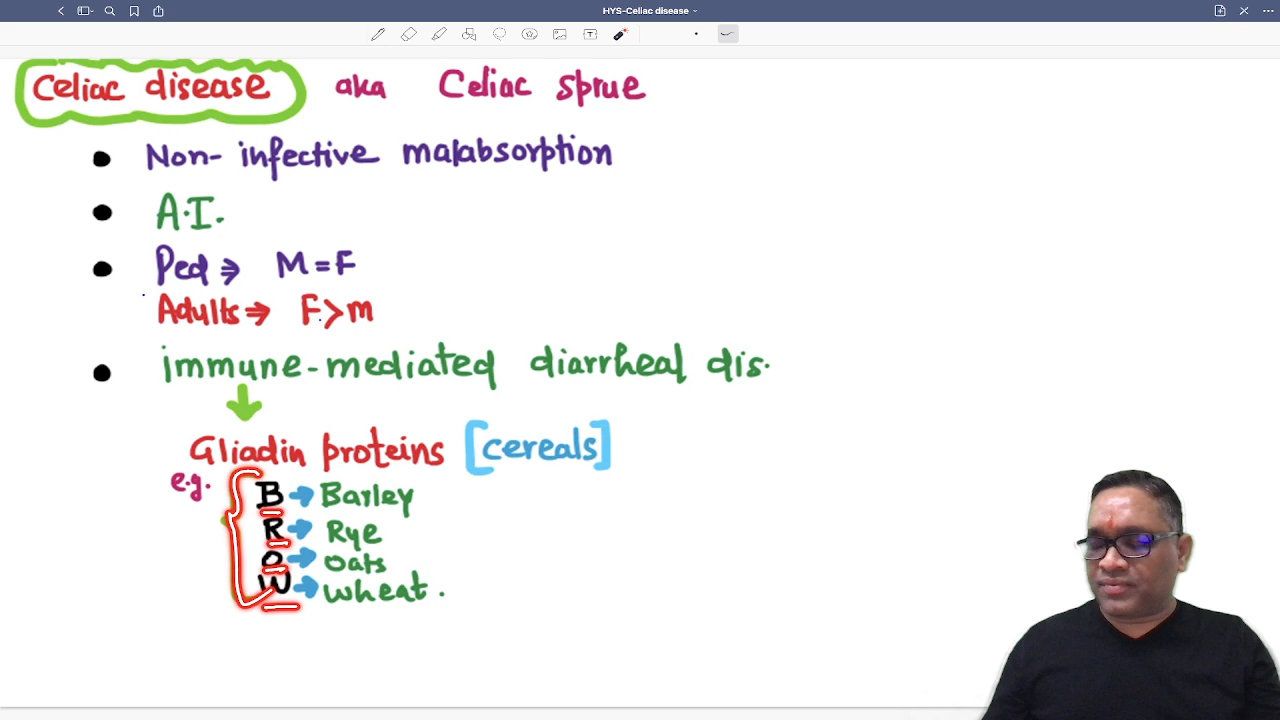 HYS-Celiac disease
Celiac disease aka Celiac sprue
Non-infective malabsorption
A.I.
Ped ⇒ M=F
Adults ⇒ F>m
immune-mediated diarrheal dis.
Gliadin proteins [cereals]
e.g.
B → Barley
R → Rye
O → Oats
W → Wheat.